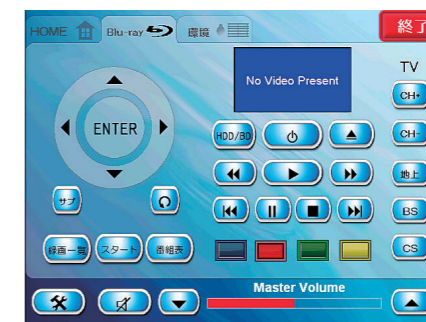 HOME Blu-ray 環境 終了
No Video Present
TV
CH+
ENTER
HDD/BD
CH-
地上
サブ
BS
録画一覧 スタート 番組表
CS
Master Volume